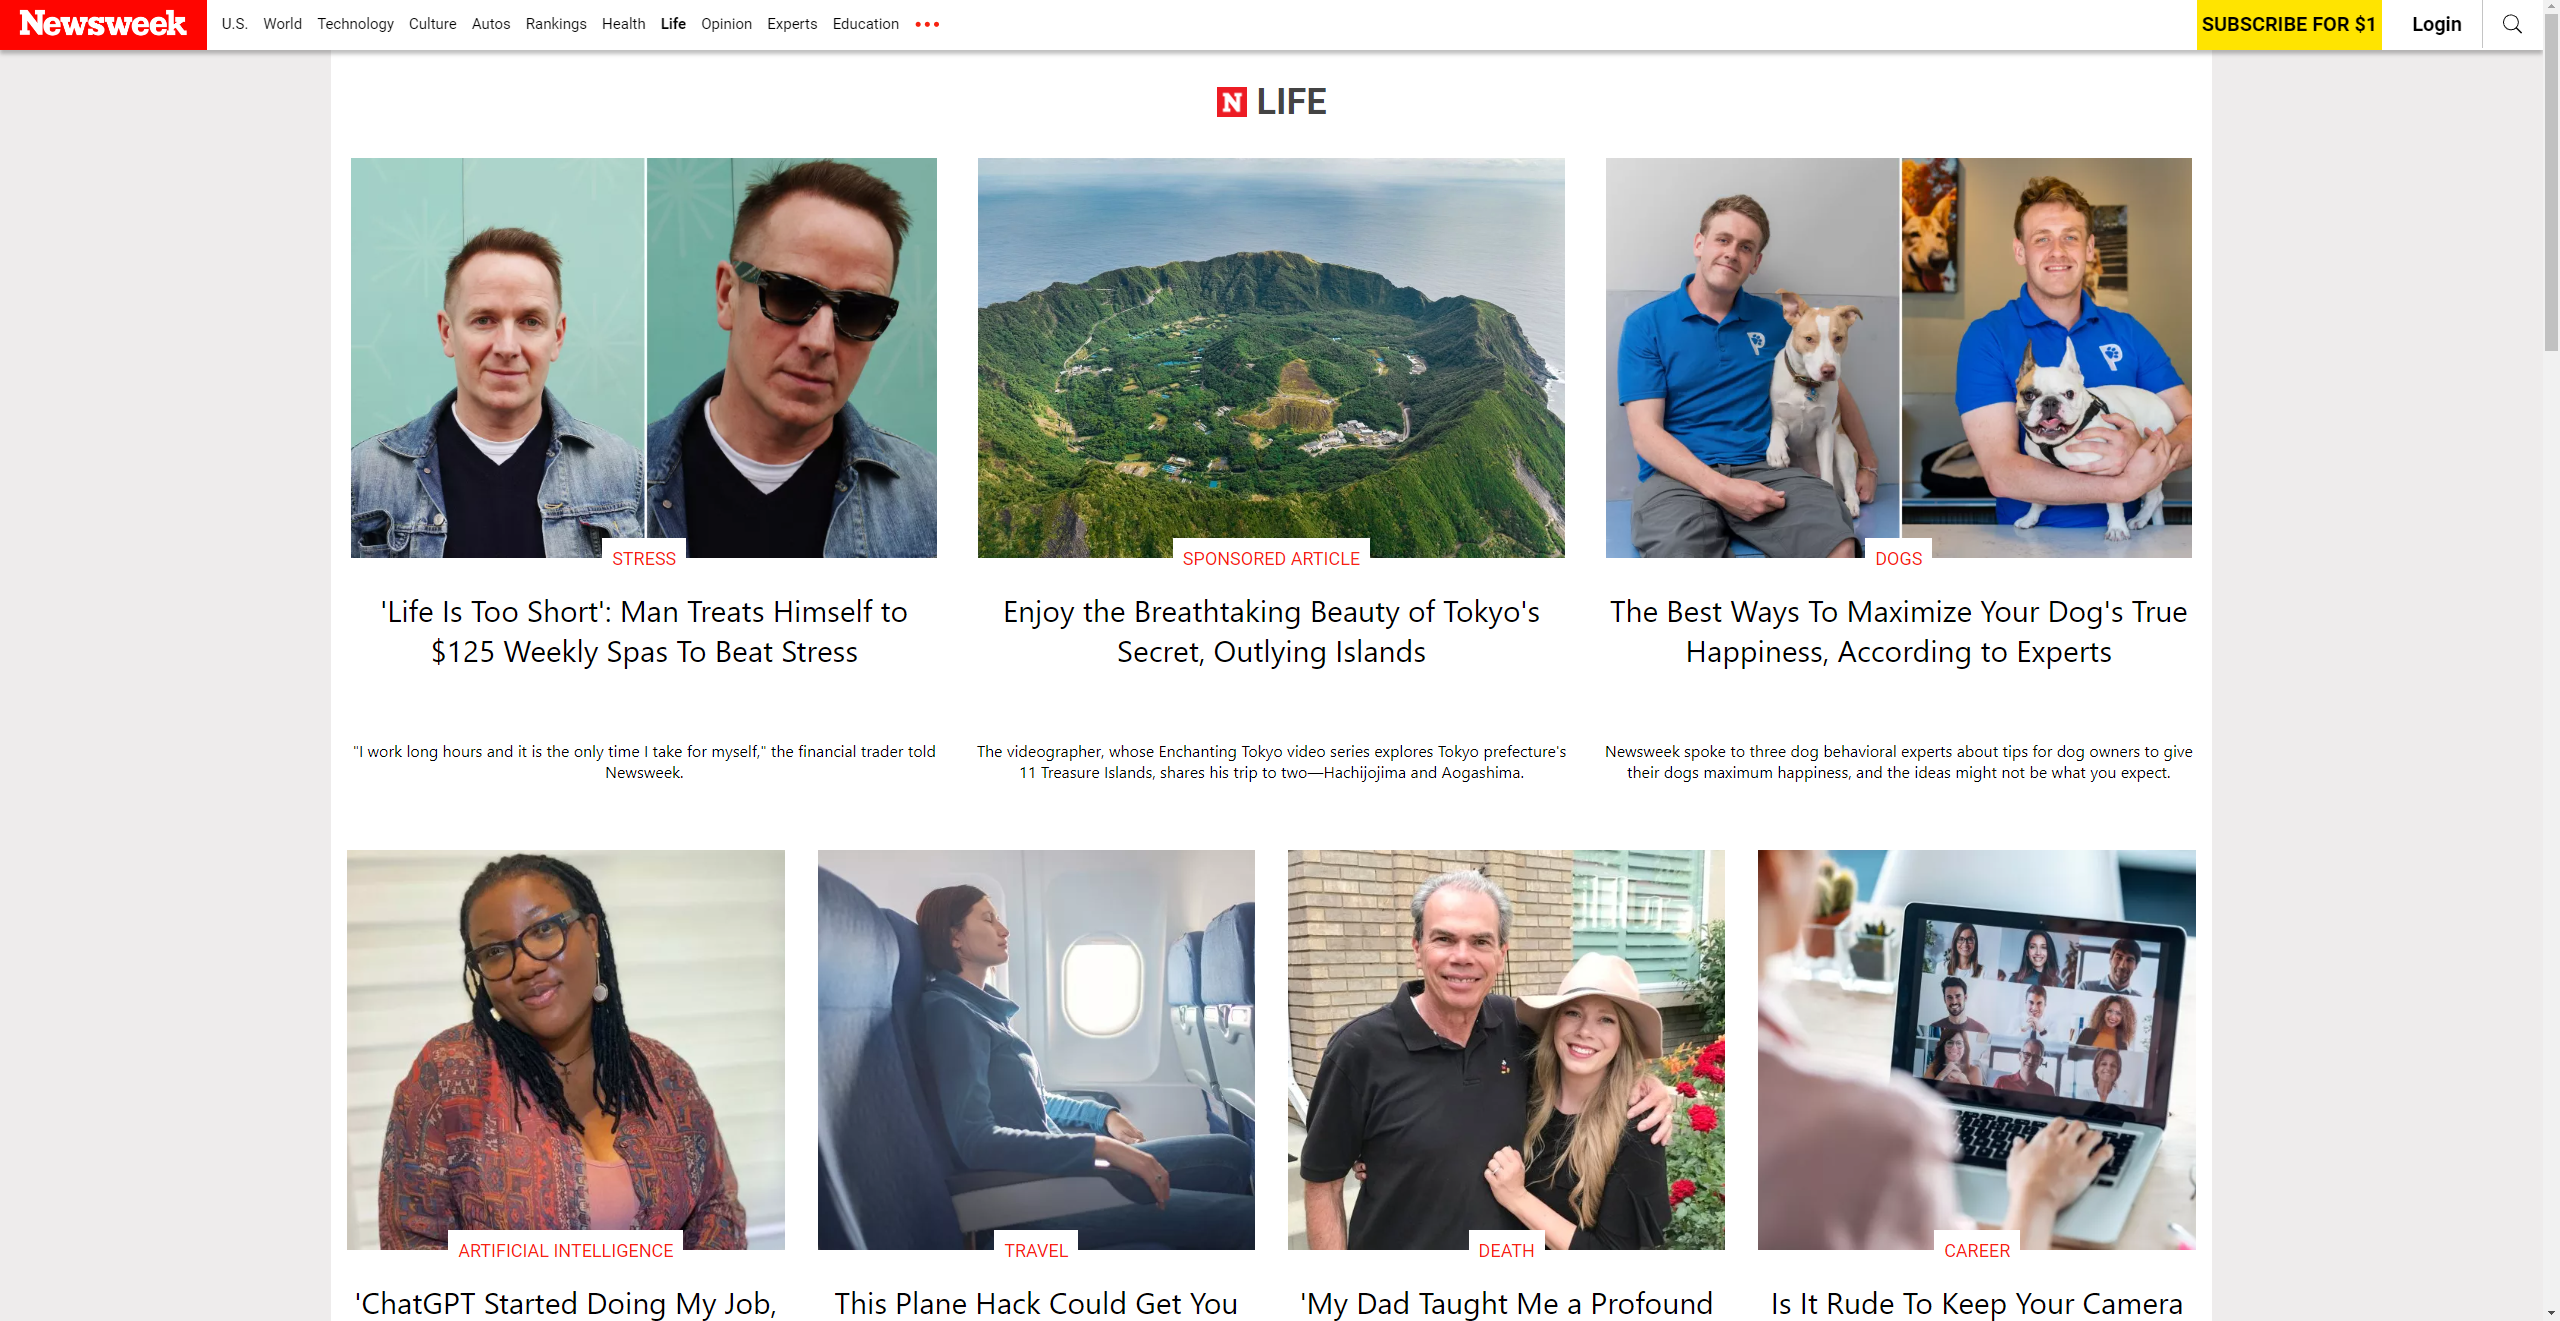 Newsweek U.S. World Technology Culture Autos Rankings Health Life Opinion Experts Education SUBSCRIBE FOR $1 Login
N LIFE
STRESS
'Life Is Too Short': Man Treats Himself to
$125 Weekly Spas To Beat Stress
"I work long hours and it is the only time I take for myself," the financial trader told
Newsweek.
SPONSORED ARTICLE
Enjoy the Breathtaking Beauty of Tokyo's
Secret, Outlying Islands
The videographer, whose Enchanting Tokyo video series explores Tokyo prefecture's
11 Treasure Islands, shares his trip to two—Hachijojima and Aogashima.
DOGS
The Best Ways To Maximize Your Dog's True
Happiness, According to Experts
Newsweek spoke to three dog behavioral experts about tips for dog owners to give
their dogs maximum happiness, and the ideas might not be what you expect.
ARTIFICIAL INTELLIGENCE
'ChatGPT Started Doing My Job,
TRAVEL
This Plane Hack Could Get You
DEATH
'My Dad Taught Me a Profound
CAREER
Is It Rude To Keep Your Camera